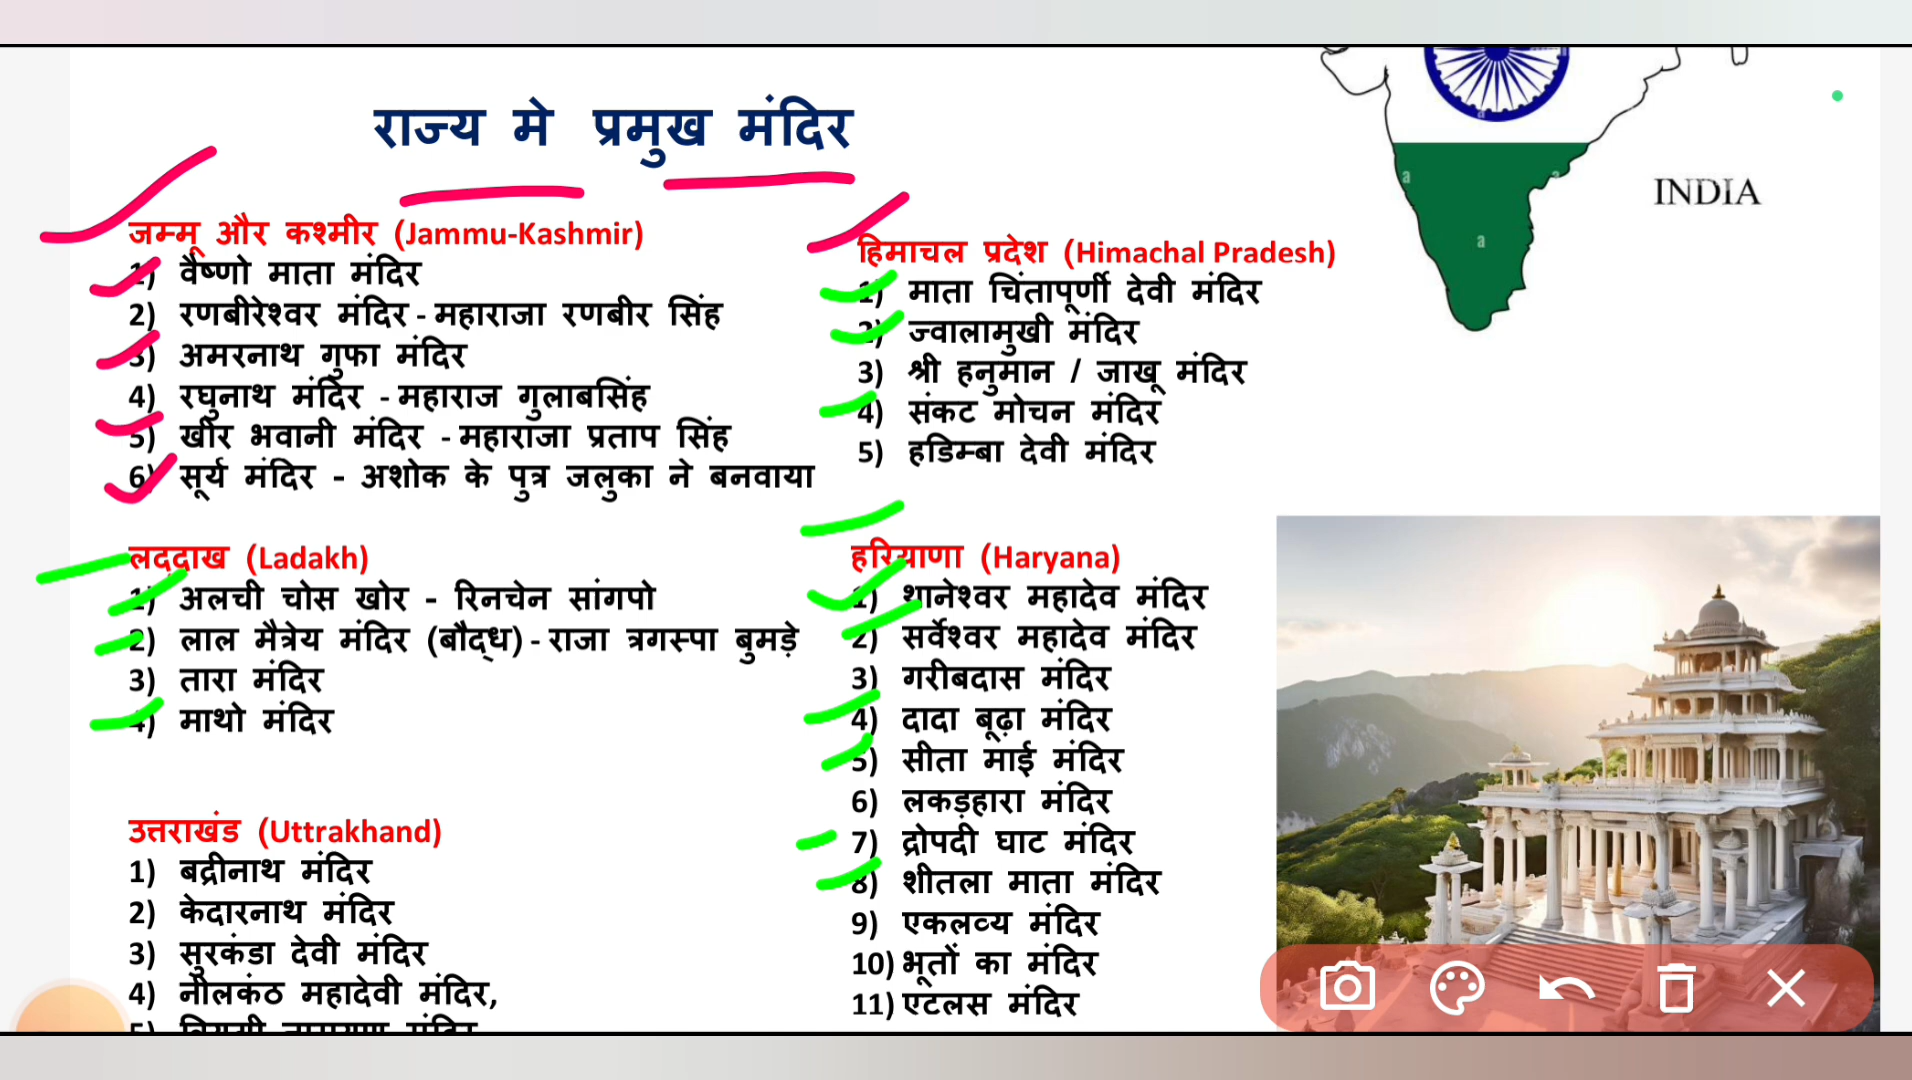 राज्य मे प्रमुख मंदिर
जम्मू और कश्मीर (Jammu-Kashmir)
1) वैष्णो माता मंदिर
2) रणबीरेश्वर मंदिर - महाराजा रणबीर सिंह
3) अमरनाथ गुफा मंदिर
4) रघुनाथ मंदिर - महाराज गुलाबसिंह
5) खीर भवानी मंदिर - महाराजा प्रताप सिंह
6) सूर्य मंदिर - अशोक के पुत्र जलुका ने बनवाया
लददाख (Ladakh)
1) अलची चोस खोर - रिनचेन सांगपो
2) लाल मैत्रेय मंदिर (बौद्ध) - राजा त्रगस्पा बुमड़े
3) तारा मंदिर
4) माथो मंदिर
उत्तराखंड (Uttrakhand)
1) बद्रीनाथ मंदिर
2) केदारनाथ मंदिर
3) सुरकंडा देवी मंदिर
4) नीलकंठ महादेवी मंदिर,
हिमाचल प्रदेश (Himachal Pradesh)
1) माता चिंतापूर्णी देवी मंदिर
2) ज्वालामुखी मंदिर
3) श्री हनुमान / जाखू मंदिर
4) संकट मोचन मंदिर
5) हडिम्बा देवी मंदिर
हरियाणा (Haryana)
1) थानेश्वर महादेव मंदिर
2) सर्वेश्वर महादेव मंदिर
3) गरीबदास मंदिर
4) दादा बूढ़ा मंदिर
5) सीता माई मंदिर
6) लकड़हारा मंदिर
7) द्रोपदी घाट मंदिर
8) शीतला माता मंदिर
9) एकलव्य मंदिर
10) भूतों का मंदिर
11) एटलस मंदिर
INDIA
a
a
a
a